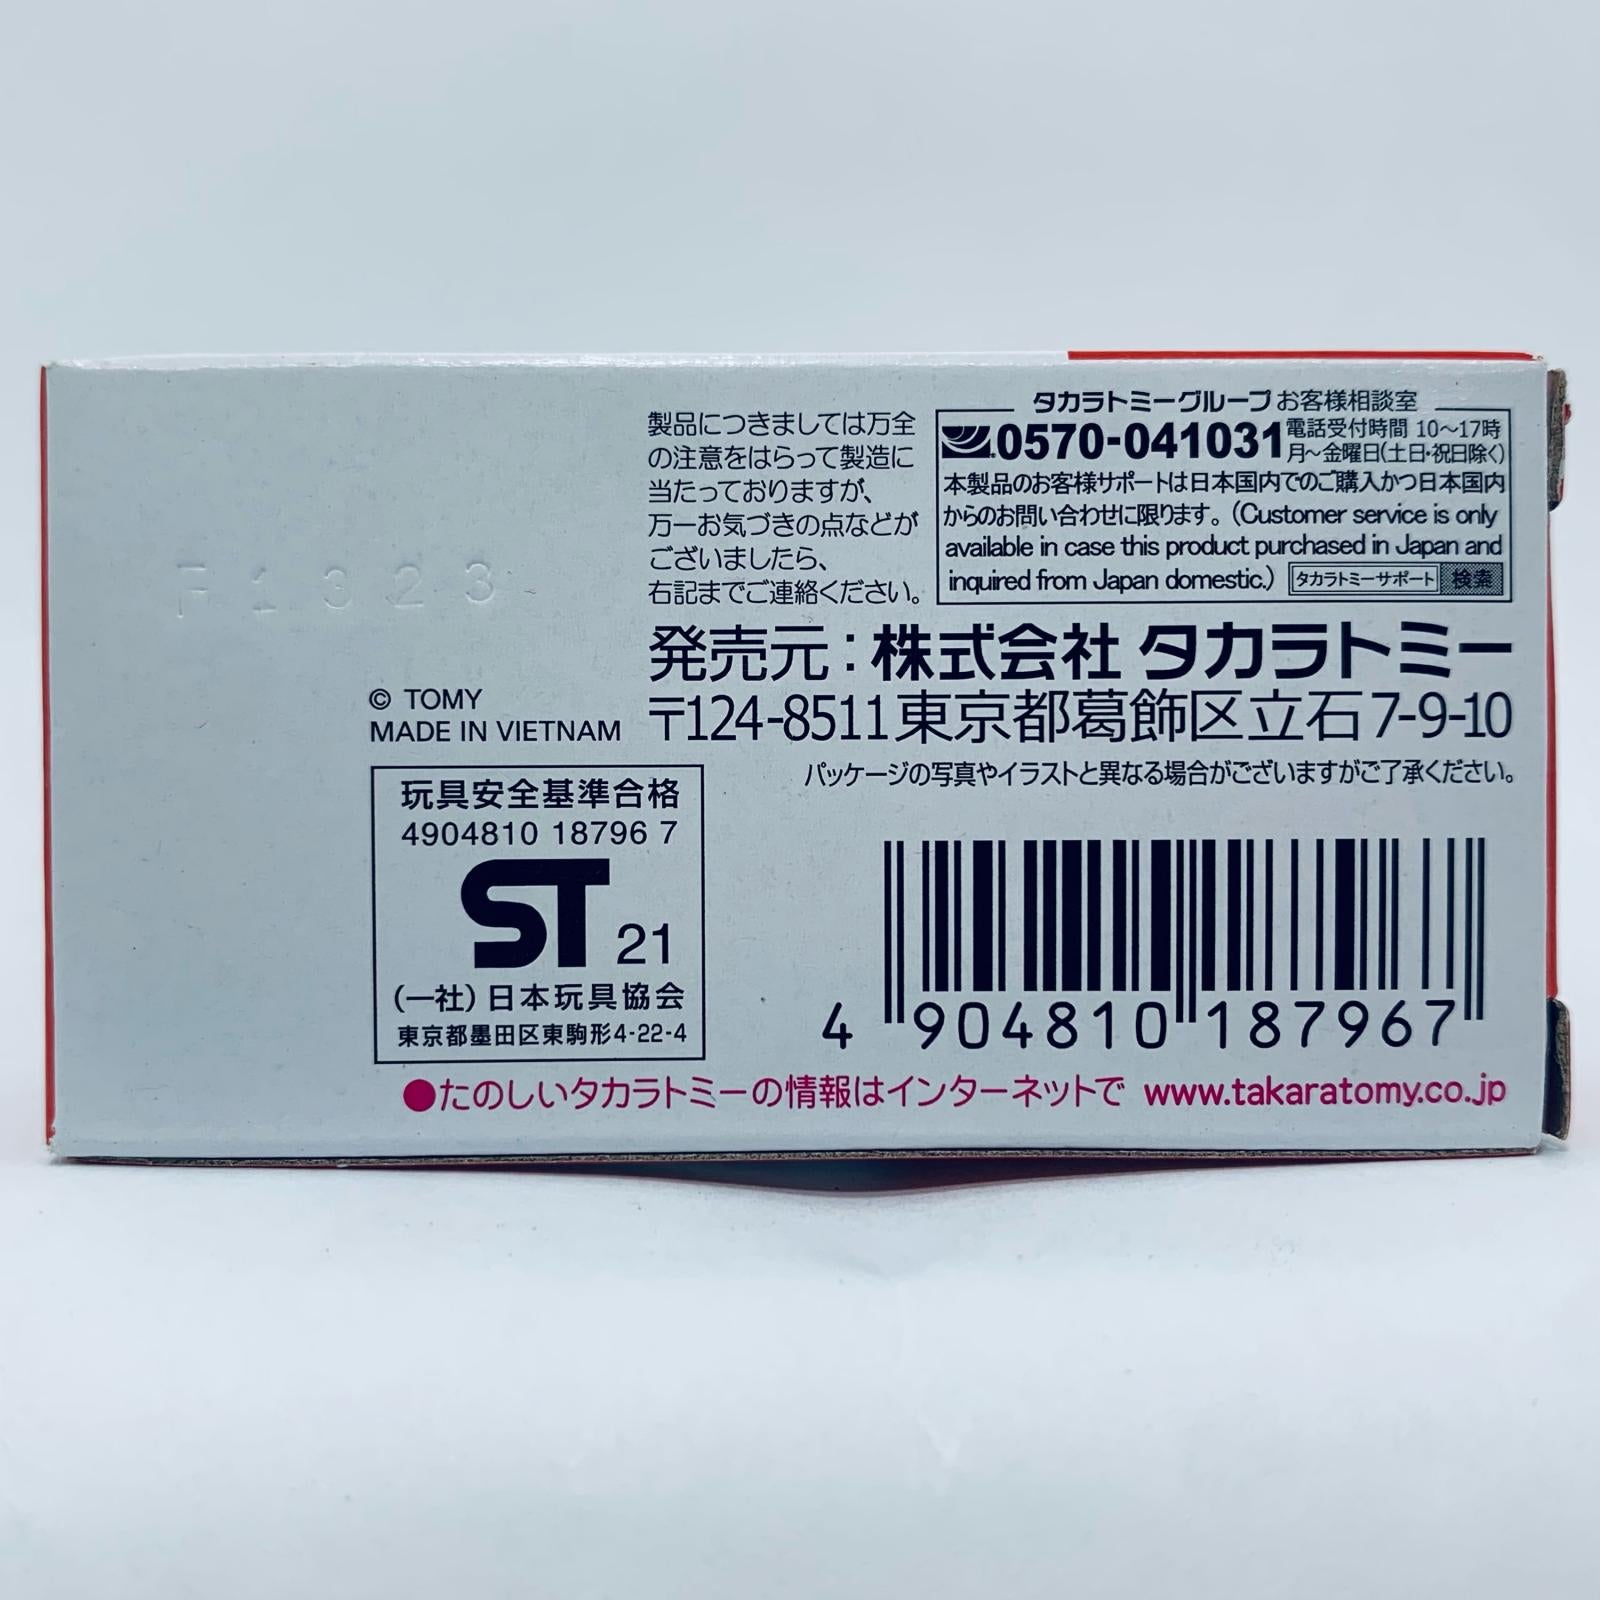 製品につきましては万全
の注意をはらって製造に
当たっておりますが、
万一お気づきの点などが
ございましたら、
右記までご連絡ください。
タカラトミーグループお客様相談室
0570-041031
電話受付時間 10〜17時
月〜金曜日(土日・祝日除く)
本製品のお客様サポートは日本国内でのご購入かつ日本国内
からのお問い合わせに限ります。(Customer service is only
available in case this product purchased in Japan and
inquired from Japan domestic.) タカラトミーサポート 検索
F1323
発売元:株式会社 タカラトミー
〒124-8511東京都葛飾区立石7-9-10
© TOMY
MADE IN VIETNAM
パッケージの写真やイラストと異なる場合がございますがご了承ください。
玩具安全基準合格
4904810 18796 7
ST 21
(一社)日本玩具協会
東京都墨田区東駒形4-22-4
4 904810 187967
●たのしいタカラトミーの情報はインターネットで www.takaratomy.co.jp